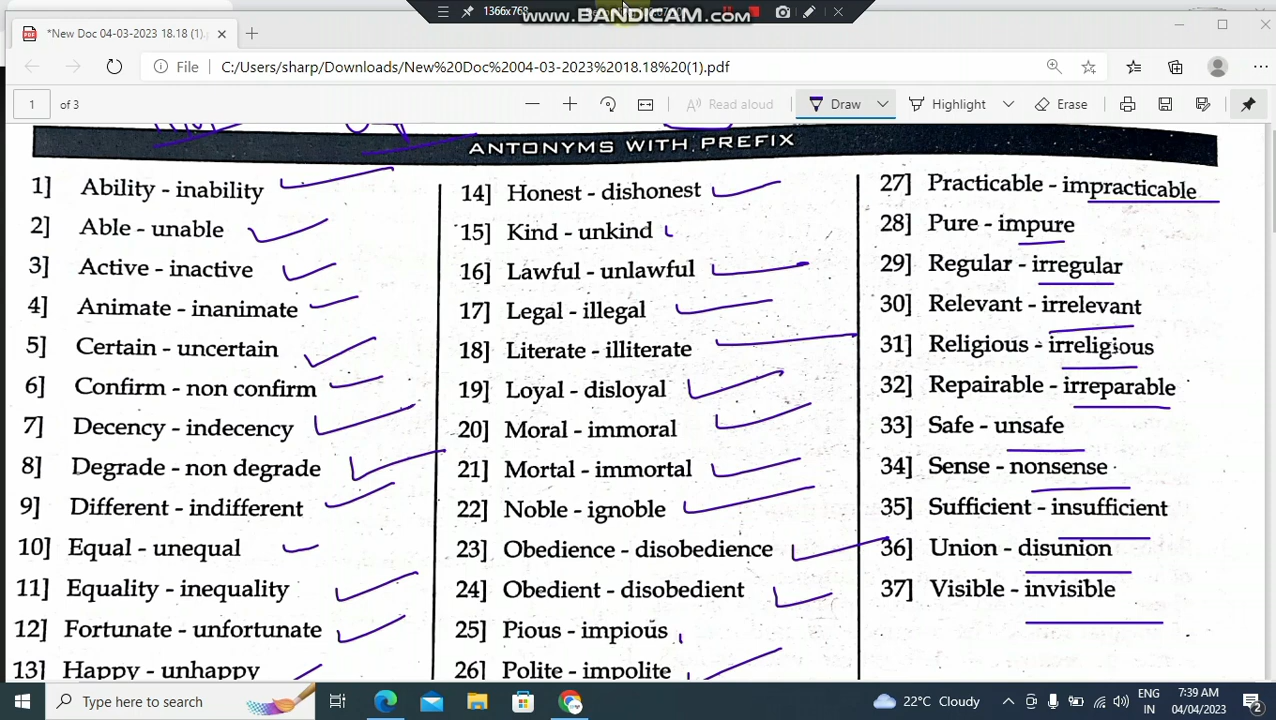 1366x768
www.BANDICAM.com
*New Doc 04-03-2023 18.18 (1).
File
C:/Users/sharp/Downloads/New%20Doc%2004-03-2023%2018.18%20(1).pdf
1 of 3
Read aloud
Draw
Highlight
Erase
ANTONYMS WITH PREFIX
1] Ability - inability
2] Able - unable
3] Active - inactive
4] Animate - inanimate
5] Certain - uncertain
6] Confirm - non confirm
7] Decency - indecency
8] Degrade - non degrade
9] Different - indifferent
10] Equal - unequal
11] Equality - inequality
12] Fortunate - unfortunate
13] Happy - unhappy
14] Honest - dishonest
15] Kind - unkind
16] Lawful - unlawful
17] Legal - illegal
18] Literate - illiterate
19] Loyal - disloyal
20] Moral - immoral
21] Mortal - immortal
22] Noble - ignoble
23] Obedience - disobedience
24] Obedient - disobedient
25] Pious - impious
26] Polite - impolite
27] Practicable - impracticable
28] Pure - impure
29] Regular - irregular
30] Relevant - irrelevant
31] Religious - irreligious
32] Repairable - irreparable
33] Safe - unsafe
34] Sense - nonsense
35] Sufficient - insufficient
36] Union - disunion
37] Visible - invisible
Type here to search
22°C Cloudy
ENG
IN
7:39 AM
04/04/2023
2